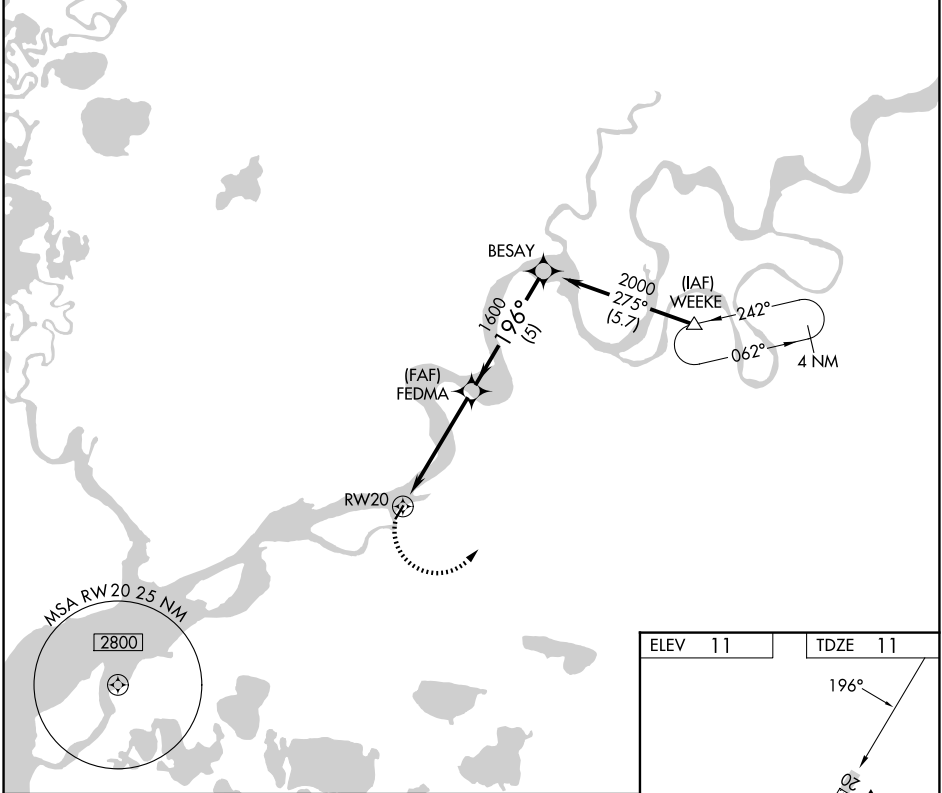 BESAY
2000
275°
(5.7)
(IAF)
WEEKE
242°
062°
4 NM
1600
196°
(5)
(FAF)
FEDMA
RW20
MSA RW20 25 NM
2800
ELEV 11
TDZE 11
196°
20